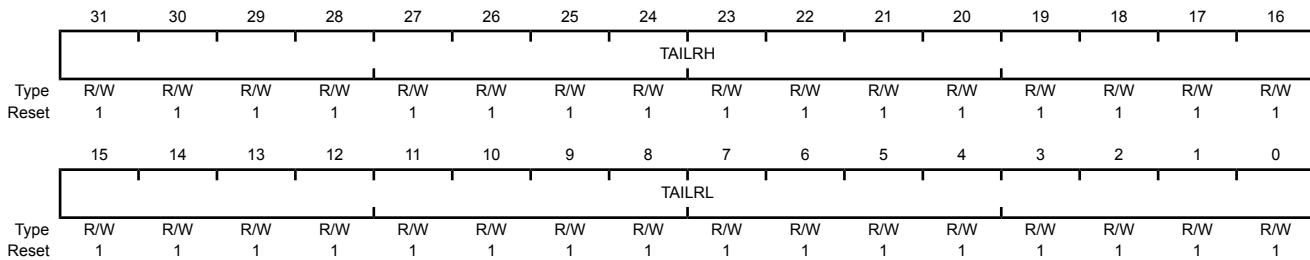 31 30 29 28 27 26 25 24 23 22 21 20 19 18 17 16
TAILRH
Type R/W R/W R/W R/W R/W R/W R/W R/W R/W R/W R/W R/W R/W R/W R/W R/W
Reset 1 1 1 1 1 1 1 1 1 1 1 1 1 1 1 1
15 14 13 12 11 10 9 8 7 6 5 4 3 2 1 0
TAILRL
Type R/W R/W R/W R/W R/W R/W R/W R/W R/W R/W R/W R/W R/W R/W R/W R/W
Reset 1 1 1 1 1 1 1 1 1 1 1 1 1 1 1 1